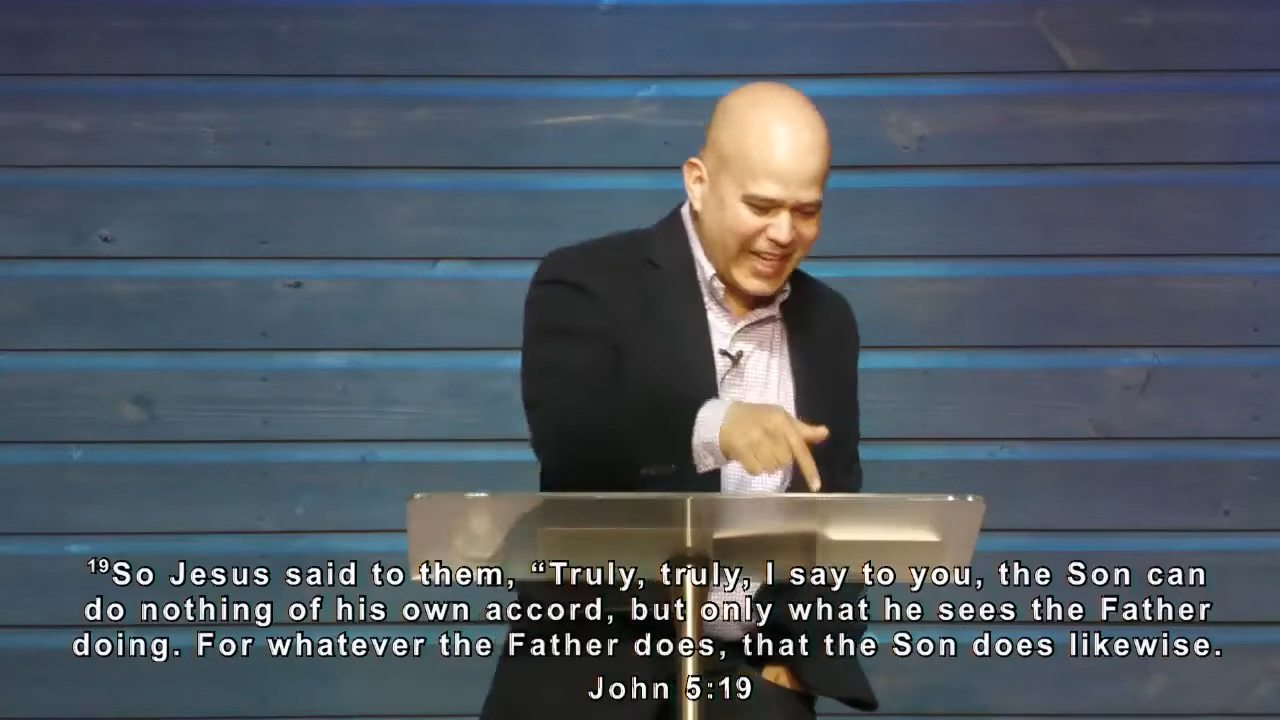 19So Jesus said to them, “Truly, truly, I say to you, the Son can
do nothing of his own accord, but only what he sees the Father
doing. For whatever the Father does, that the Son does likewise.
John 5:19